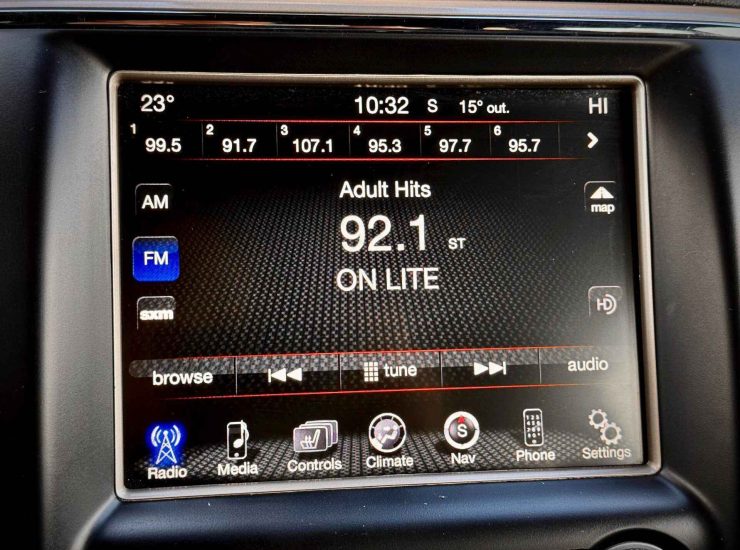 23° 10:32 S 15° out. HI
1 99.5 2 91.7 3 107.1 4 95.3 5 97.7 6 95.7
Adult Hits
AM
map
92.1 ST
FM
ON LITE
HD
sxm
browse tune audio
Radio Media Controls Climate S Nav Phone Settings